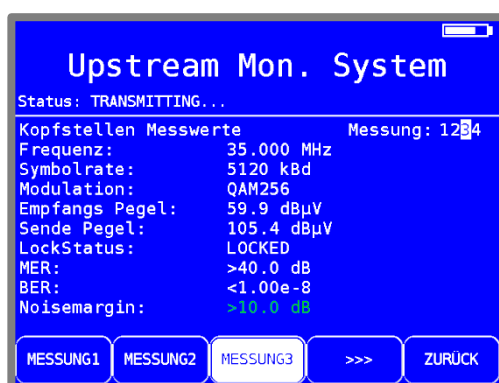 Upstream Mon. System
Status: TRANSMITTING...
Kopfstellen Messwerte Messung: 1234
Frequenz: 35.000 MHz
Symbolrate: 5120 kBd
Modulation: QAM256
Empfangs Pegel: 59.9 dBµV
Sende Pegel: 105.4 dBµV
LockStatus: LOCKED
MER: >40.0 dB
BER: <1.00e-8
Noisemargin: >10.0 dB
MESSUNG1 MESSUNG2 MESSUNG3 >>> ZURÜCK